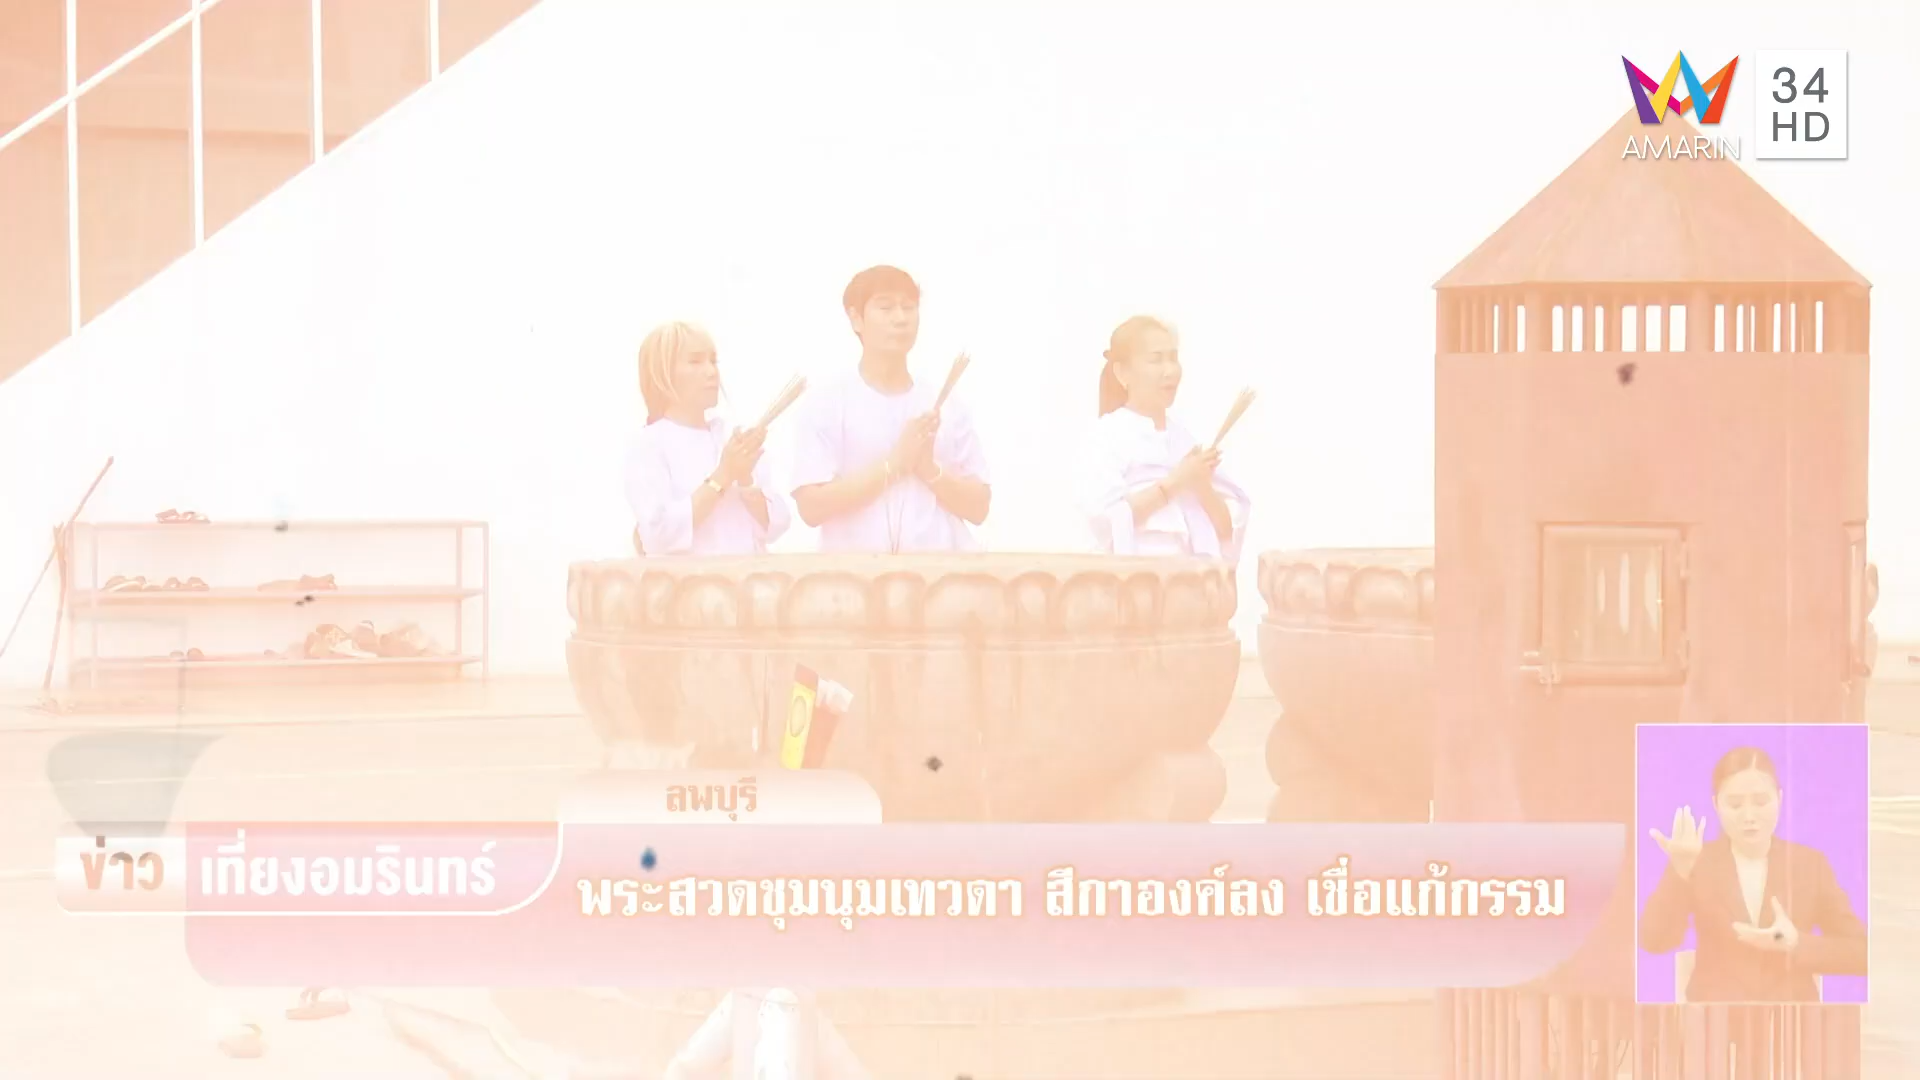 AMARIN
34
HD
ลพบุรี
ข่าว เที่ยงอมรินทร์
พระสวดชุมนุมเทวดา สีกาองค์ลง เชื่อแก้กรรม